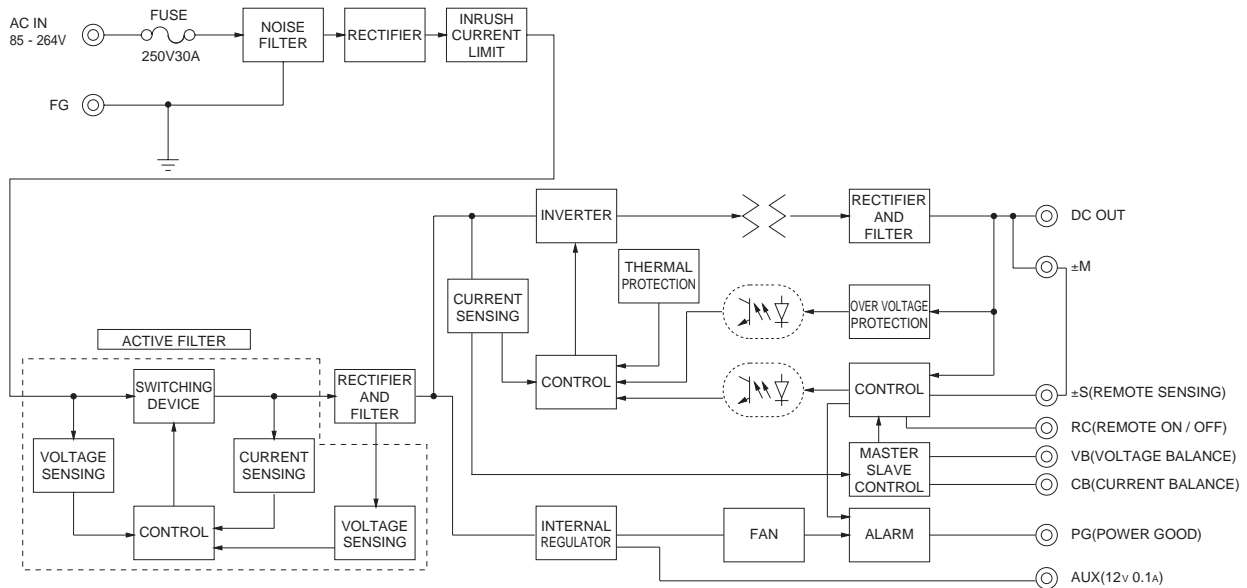 AC IN
85 - 264V
FUSE
250V30A
NOISE
FILTER
RECTIFIER
INRUSH
CURRENT
LIMIT
FG
INVERTER
RECTIFIER
AND
FILTER
DC OUT
±M
THERMAL
PROTECTION
CURRENT
SENSING
OVER VOLTAGE
PROTECTION
ACTIVE FILTER
SWITCHING
DEVICE
RECTIFIER
AND
FILTER
CONTROL
CONTROL
±S(REMOTE SENSING)
RC(REMOTE ON / OFF)
VOLTAGE
SENSING
CURRENT
SENSING
MASTER
SLAVE
CONTROL
VB(VOLTAGE BALANCE)
CB(CURRENT BALANCE)
CONTROL
VOLTAGE
SENSING
INTERNAL
REGULATOR
FAN
ALARM
PG(POWER GOOD)
AUX(12V 0.1A)